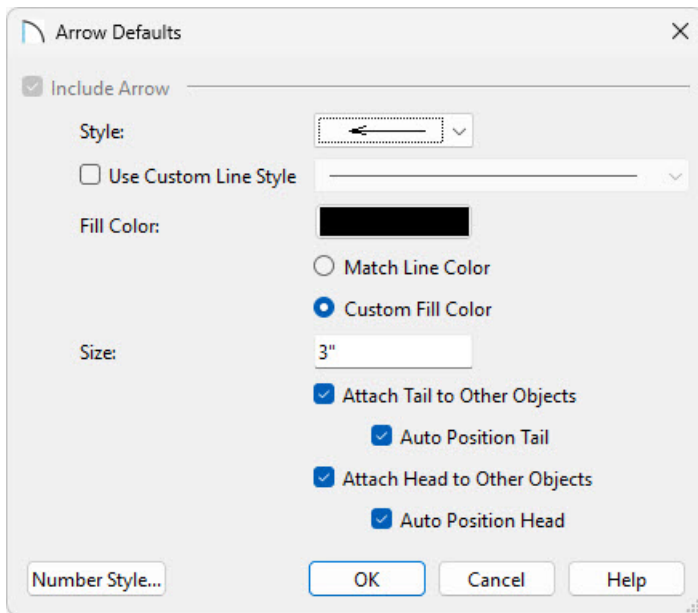 Arrow Defaults
Include Arrow
Style:
Use Custom Line Style
Fill Color:
Match Line Color
Custom Fill Color
Size:
3"
Attach Tail to Other Objects
Auto Position Tail
Attach Head to Other Objects
Auto Position Head
Number Style...
OK
Cancel
Help